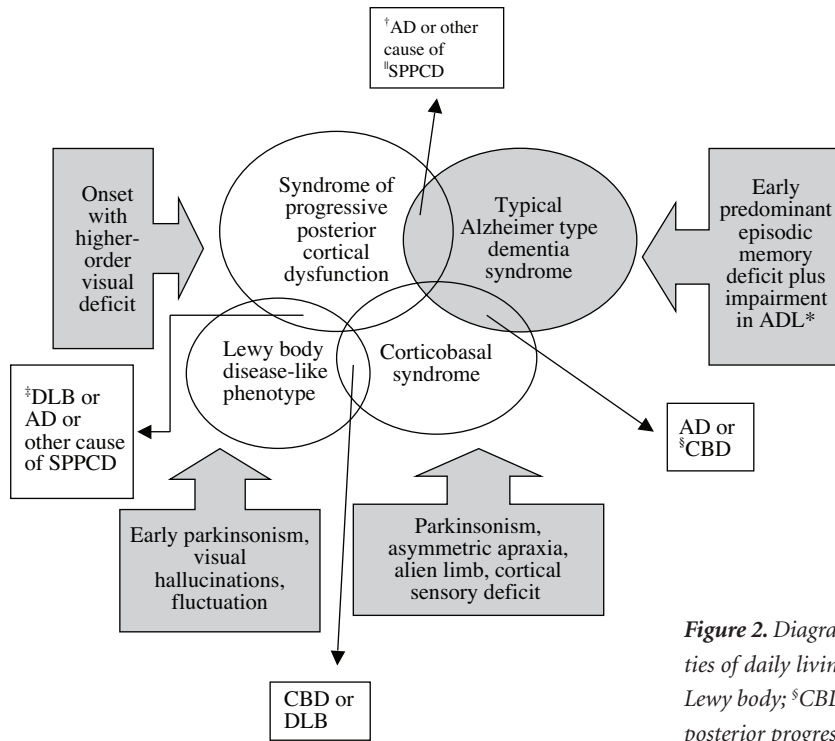 †AD or other
cause of
‖SPPCD
Onset
with
higher-
order
visual
deficit
Syndrome of
progressive
posterior
cortical
dysfunction
Typical
Alzheimer type
dementia
syndrome
Early
predominant
episodic
memory
deficit plus
impairment
in ADL*
Lewy body
disease-like
phenotype
Corticobasal
syndrome
‡DLB or
AD or
other cause
of SPPCD
AD or
§CBD
Early parkinsonism,
visual
hallucinations,
fluctuation
Parkinsonism,
asymmetric apraxia,
alien limb, cortical
sensory deficit
CBD or
DLB
Figure 2. Diagra
ties of daily livin
Lewy body; §CBD
posterior progres